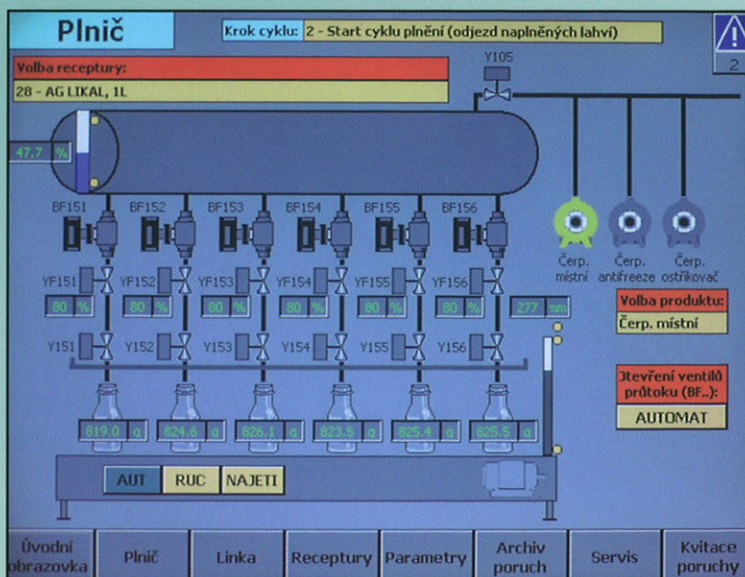 Plnič
Krok cyklu: 2 - Start cyklu plnění (odjezd naplněných lahví)
2
Volba receptury:
28 - AG LIKAL, 1L
Y105
47.7 %
BF151 BF152 BF153 BF154 BF155 BF156
Čerp. místní
Čerp. antifreeze
Čerp. ostřikovač
YF151 YF152 YF153 YF154 YF155 YF156
80 % 80 % 80 % 80 % 80 % 80 % 277 mm
Volba produktu:
Čerp. místní
Y151 Y152 Y153 Y154 Y155 Y156
Otevření ventilů
průtoku (BF..):
AUTOMAT
819.0 g 824.6 g 826.1 g 823.5 g 825.4 g 825.5 g
AUT RUC NAJETI
Úvodní obrazovka
Plnič
Linka
Receptury
Parametry
Archiv poruch
Servis
Kvitace poruchy